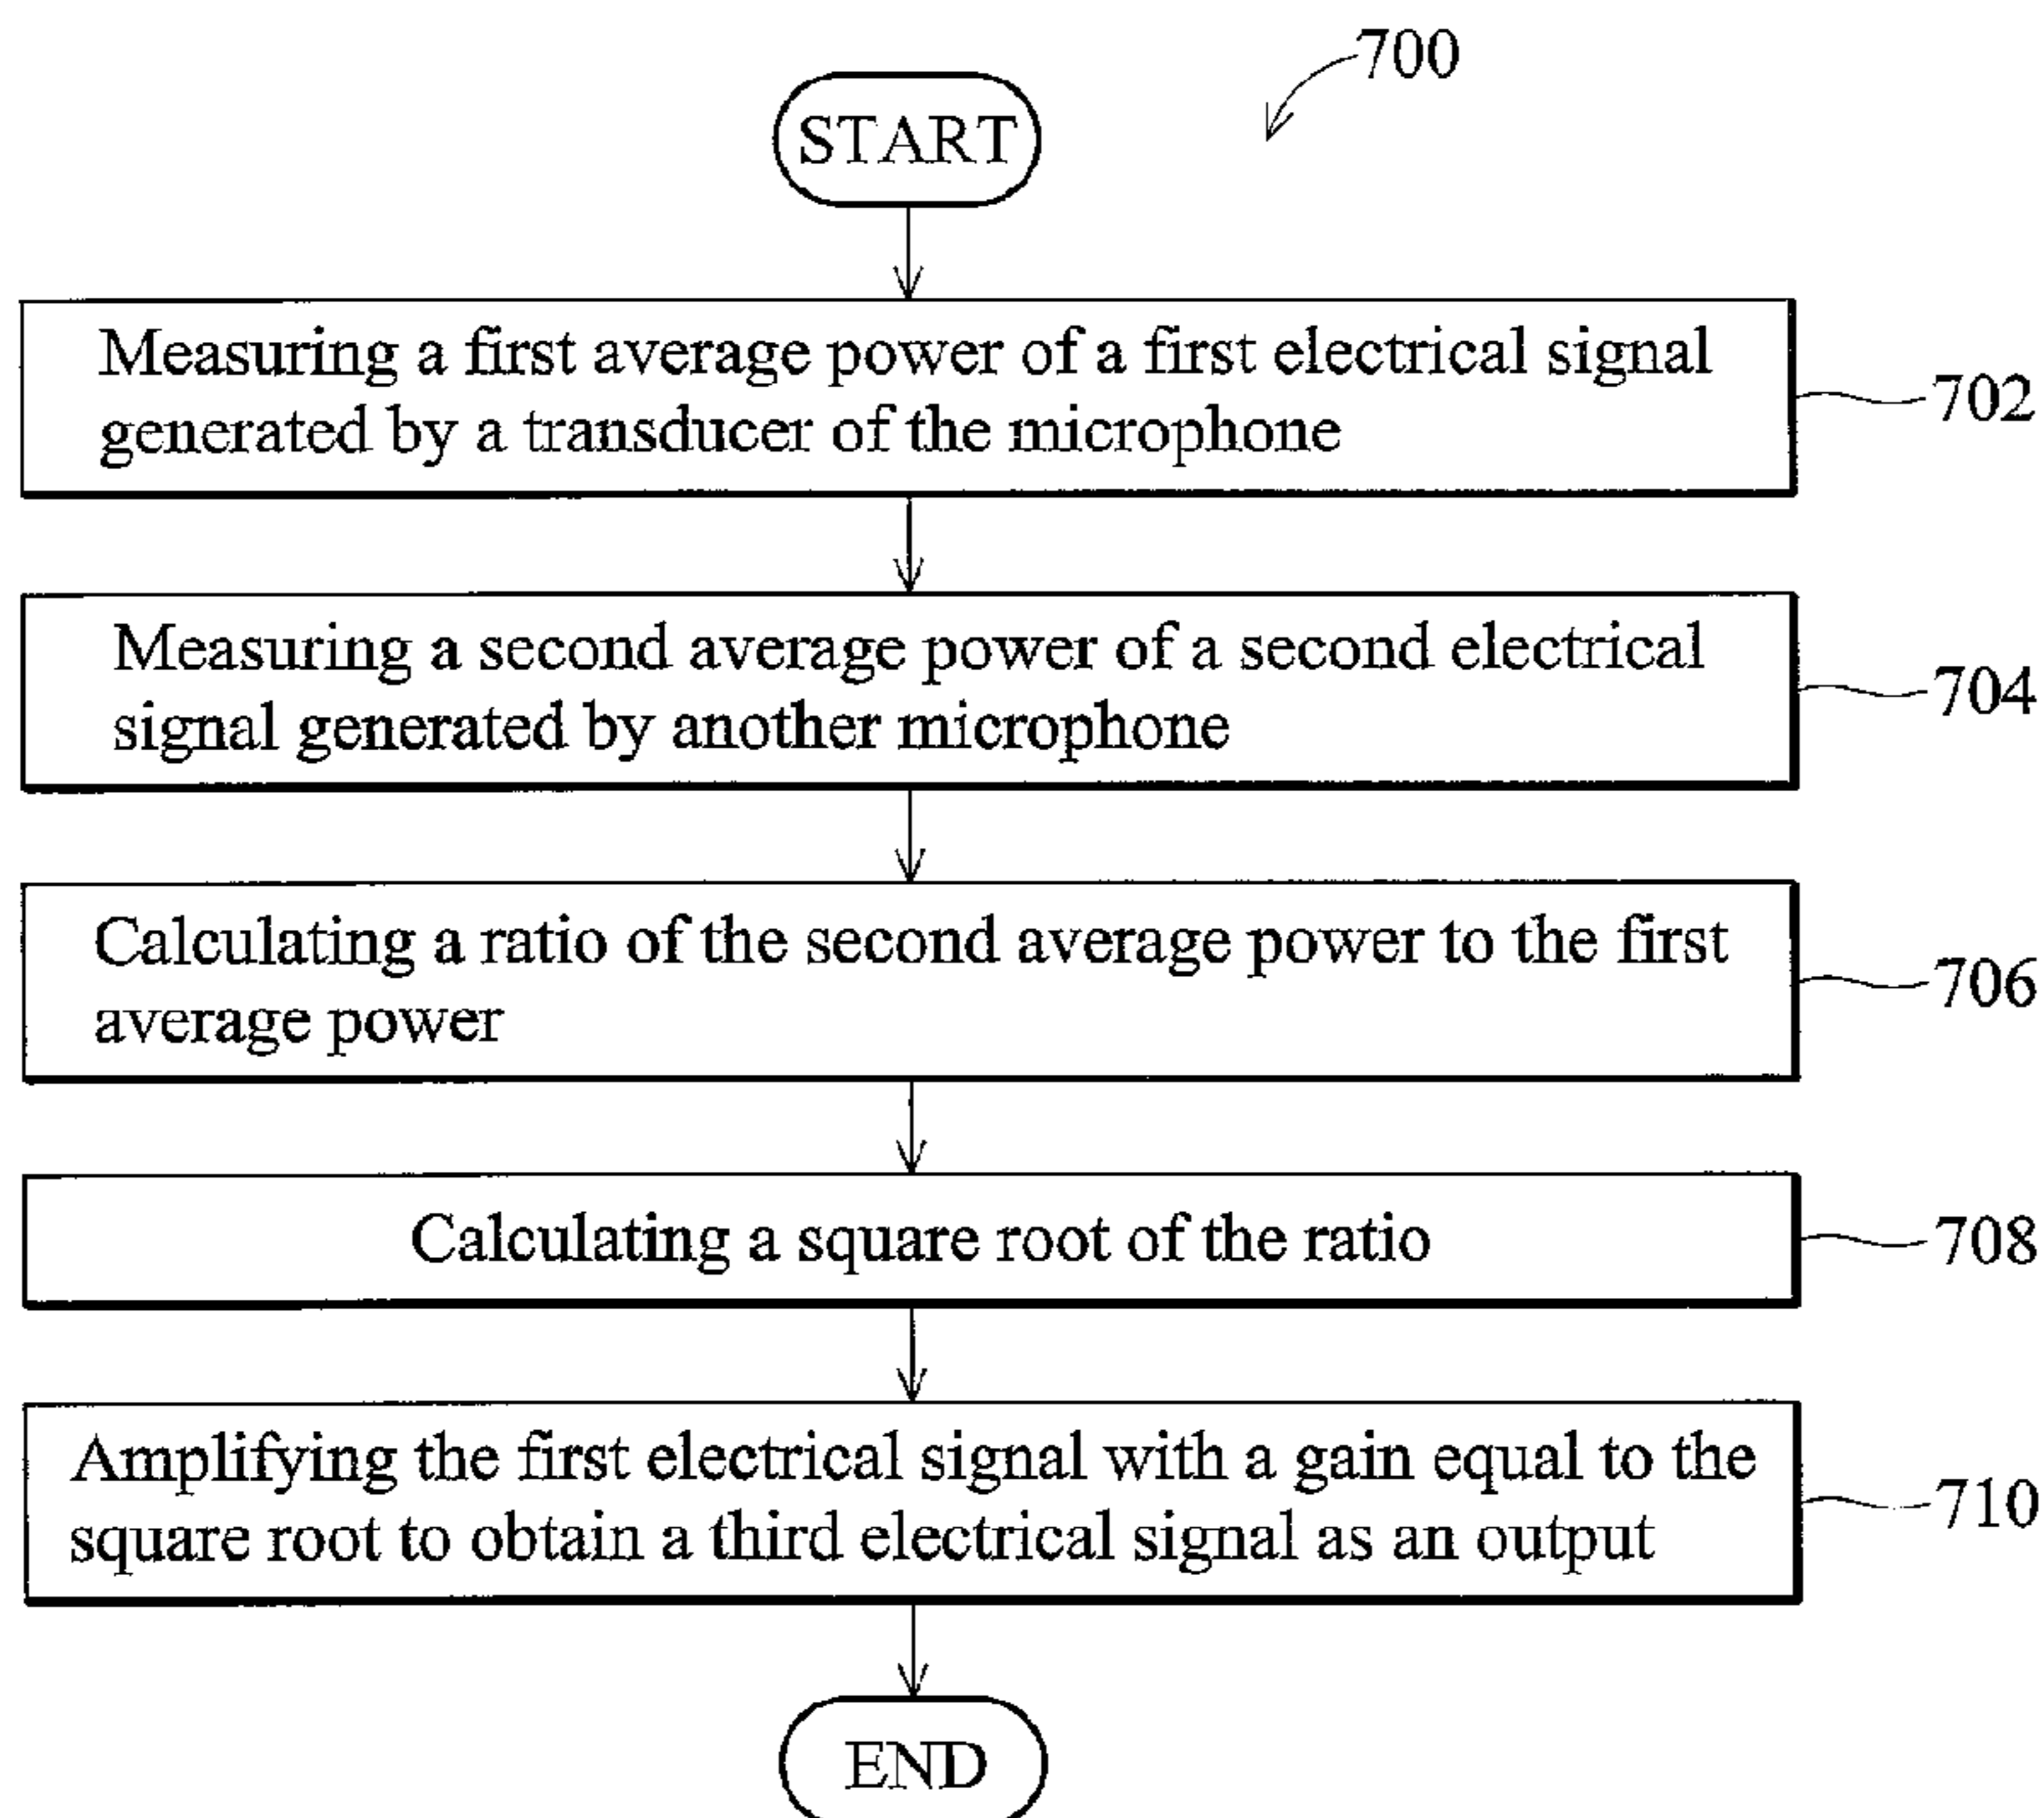 700
START
Measuring a first average power of a first electrical signal
generated by a transducer of the microphone
702
Measuring a second average power of a second electrical
signal generated by another microphone
704
Calculating a ratio of the second average power to the first
average power
706
Calculating a square root of the ratio
708
Amplifying the first electrical signal with a gain equal to the
square root to obtain a third electrical signal as an output
710
END